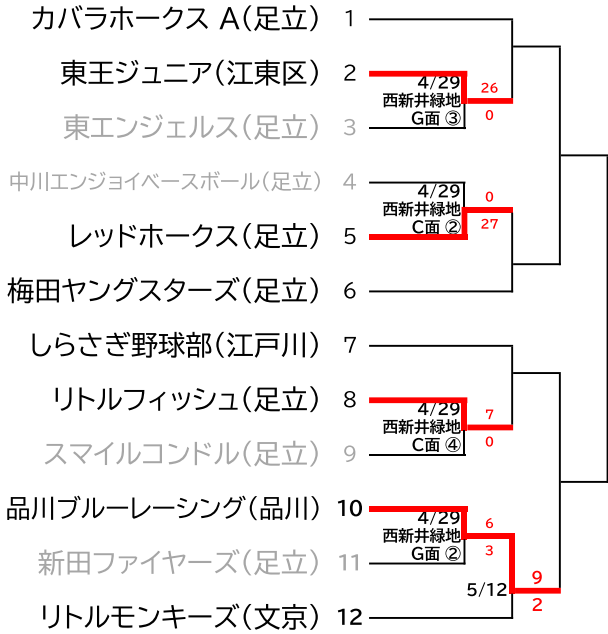 カバラホークス A(足立) 1
東王ジュニア(江東区) 2
4/29
西新井緑地
G面 ③
26
0
東エンジェルス(足立) 3
中川エンジョイベースボール(足立) 4
4/29
西新井緑地
C面 ②
0
27
レッドホークス(足立) 5
梅田ヤングスターズ(足立) 6
しらさぎ野球部(江戸川) 7
リトルフィッシュ(足立) 8
4/29
西新井緑地
C面 ④
7
0
スマイルコンドル(足立) 9
品川ブルーレーシング(品川) 10
4/29
西新井緑地
G面 ②
6
3
新田ファイヤーズ(足立) 11
5/12
9
2
リトルモンキーズ(文京) 12